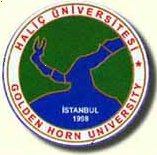 HALİÇ ÜNİVERSİTESİ
İSTANBUL
1998
GOLDEN HORN UNIVERSITY